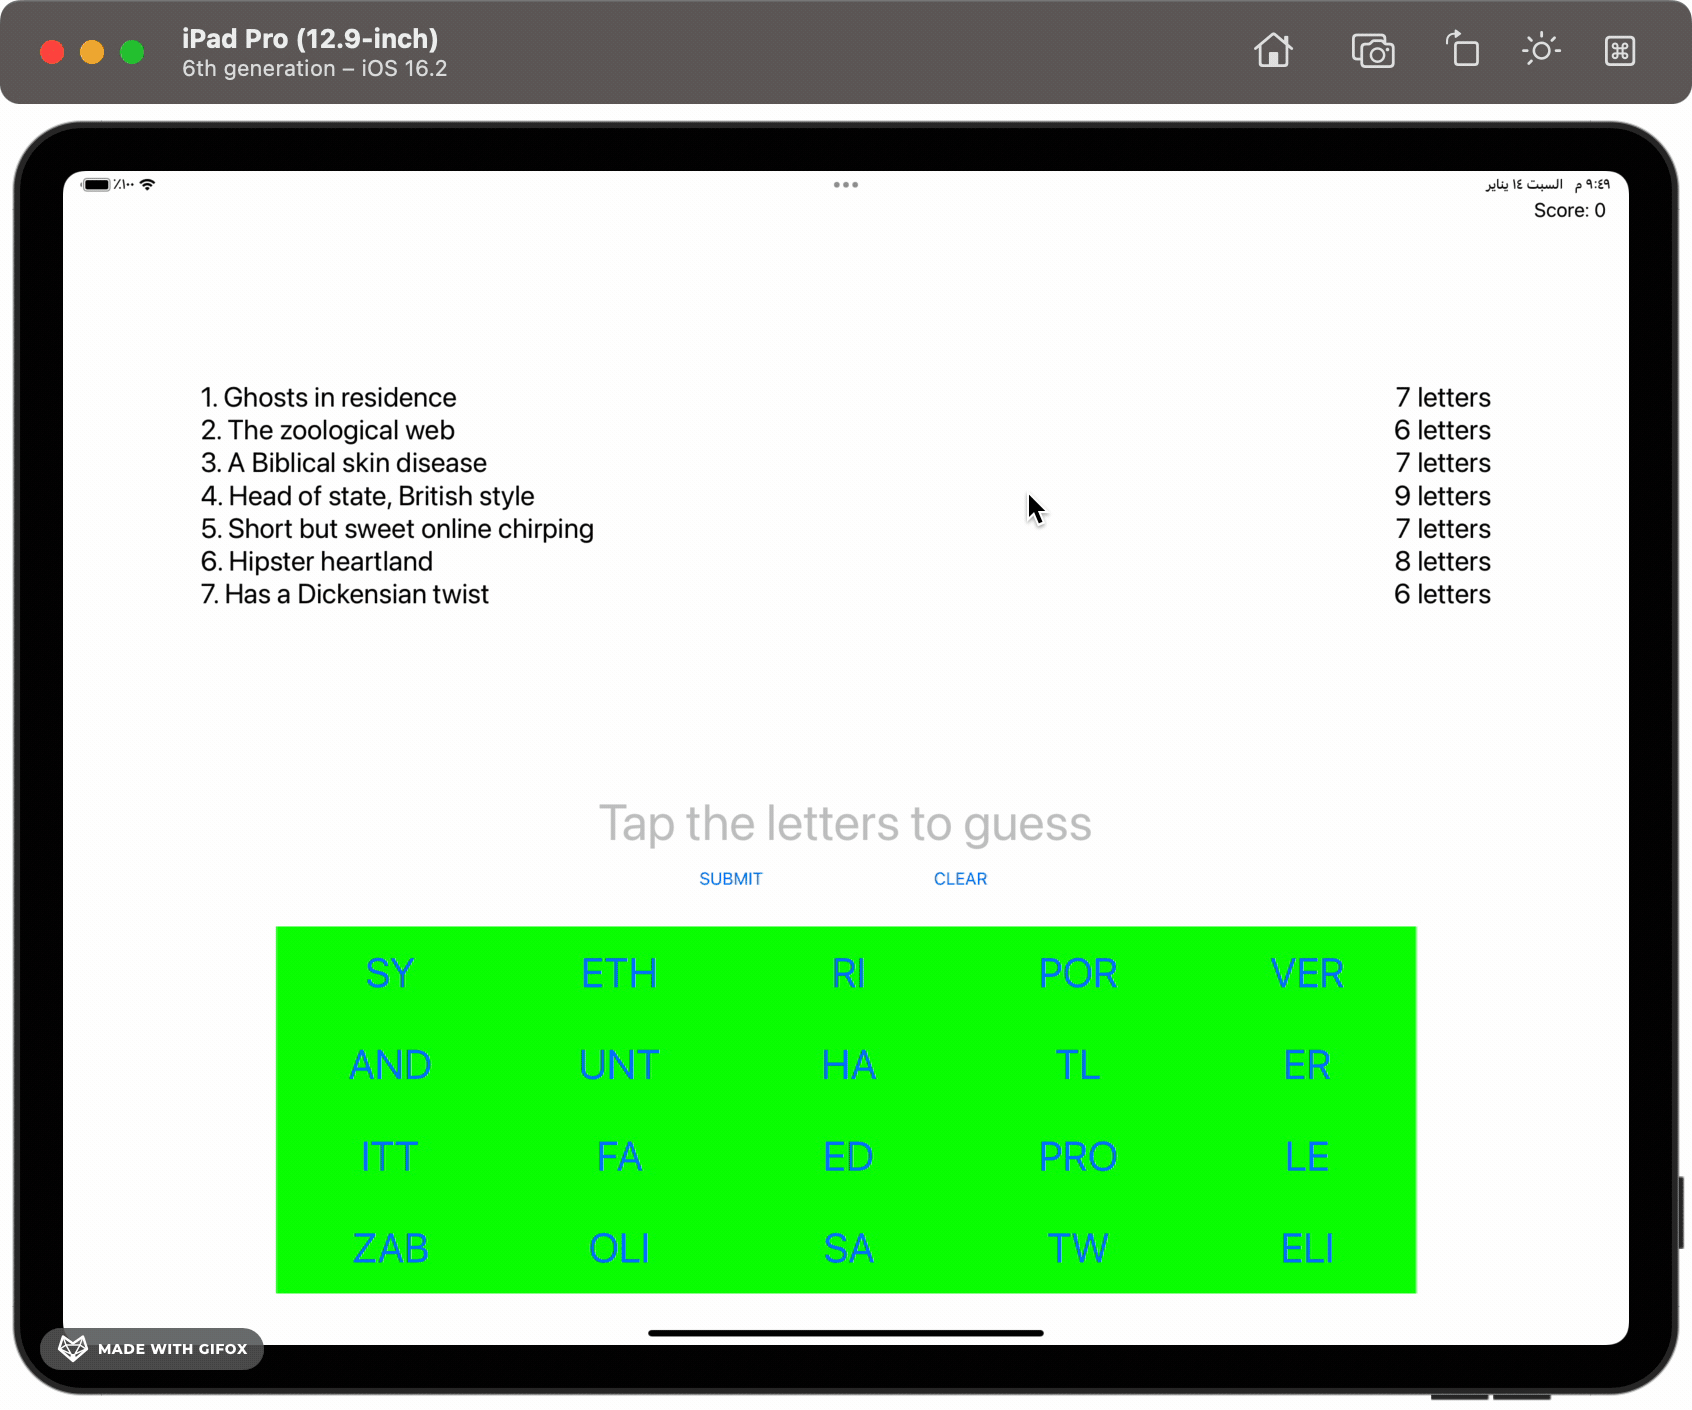 iPad Pro (12.9-inch)
6th generation – iOS 16.2
٩:٤٩ م السبت ١٤ يناير
٪١٠٠
Score: 0
1. Ghosts in residence 7 letters
2. The zoological web 6 letters
3. A Biblical skin disease 7 letters
4. Head of state, British style 9 letters
5. Short but sweet online chirping 7 letters
6. Hipster heartland 8 letters
7. Has a Dickensian twist 6 letters
Tap the letters to guess
SUBMIT CLEAR
SY ETH RI POR VER
AND UNT HA TL ER
ITT FA ED PRO LE
ZAB OLI SA TW ELI
MADE WITH GIFOX